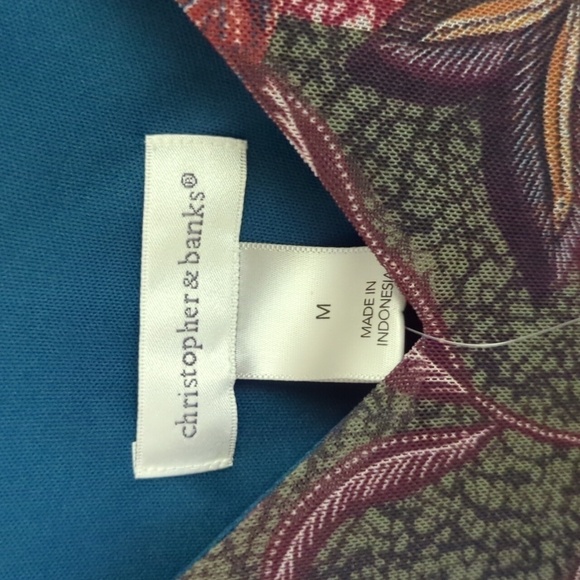 christopher & banks®
M
MADE IN
INDONESIA